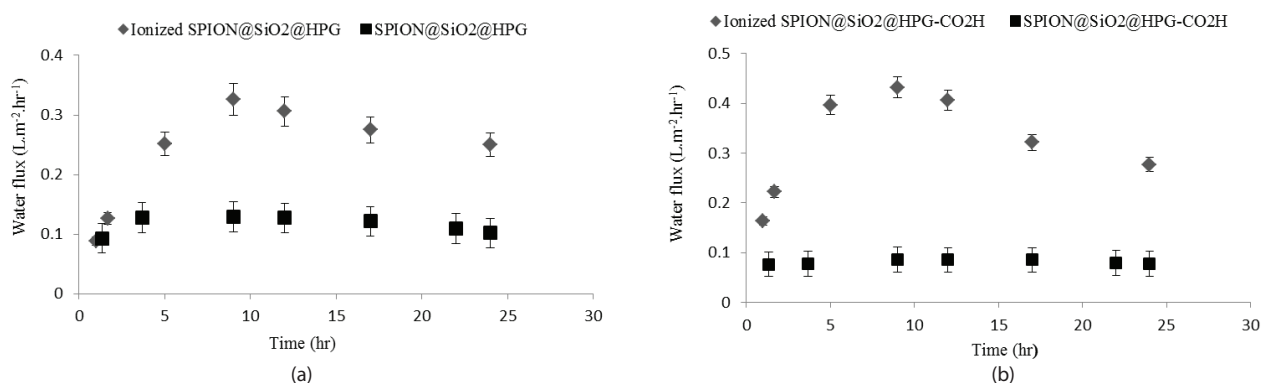 ◆Ionized SPION@SiO2@HPG ■SPION@SiO2@HPG
0.4
0.3
0.2
0.1
0
Water flux (L.m-2.hr-1)
0 5 10 15 20 25 30
Time (hr)
(a)
◆Ionized SPION@SiO2@HPG-CO2H ■SPION@SiO2@HPG-CO2H
0.5
0.4
0.3
0.2
0.1
0
Water flux (L.m-2.hr-1)
0 5 10 15 20 25 30
Time (hr)
(b)